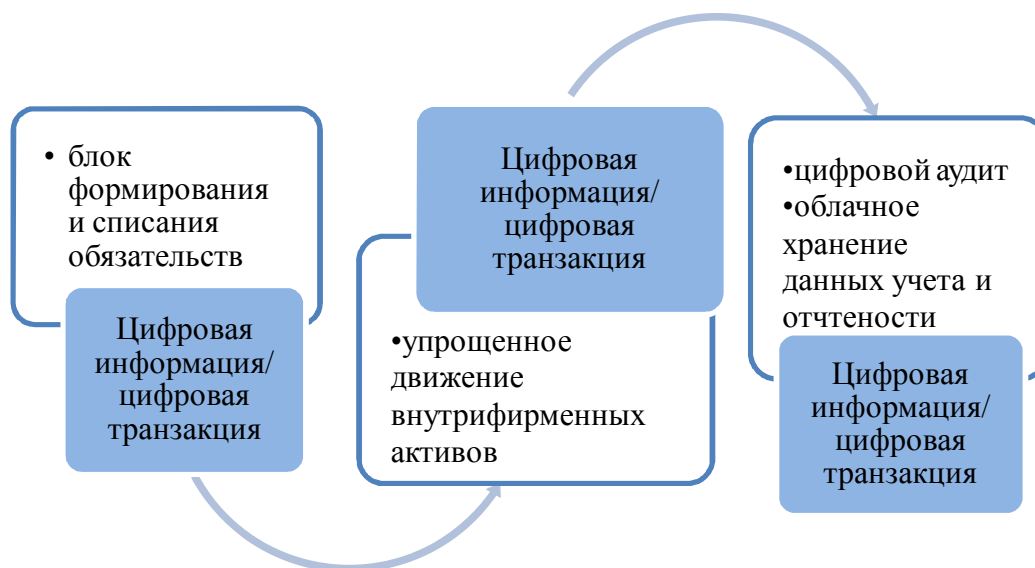 • блок
формирования
и списания
обязательств
Цифровая
информация/
цифровая
транзакция
Цифровая
информация/
цифровая
транзакция
•упрощенное
движение
внутрифирменных
активов
•цифровой аудит
•облачное
хранение
данных учета и
отчтености
Цифровая
информация/
цифровая
транзакция